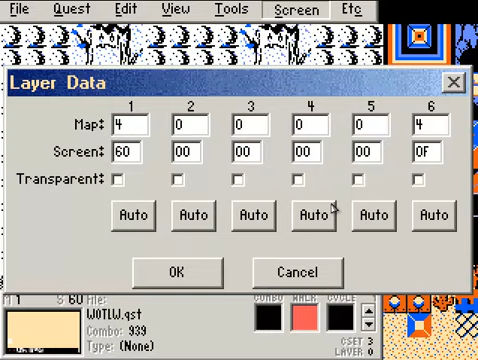 File Quest Edit View Tools Screen Etc
Layer Data
1 2 3 4 5 6
Map: 4 0 0 0 0 4
Screen: 60 00 00 00 00 0F
Transparent:
Auto Auto Auto Auto Auto Auto
OK Cancel
M 1 S 60 File:
WOTLW.qst
Combo: 939
Type: (None)
COMBO WALK CYCLE
CSET 3
LAYER 0